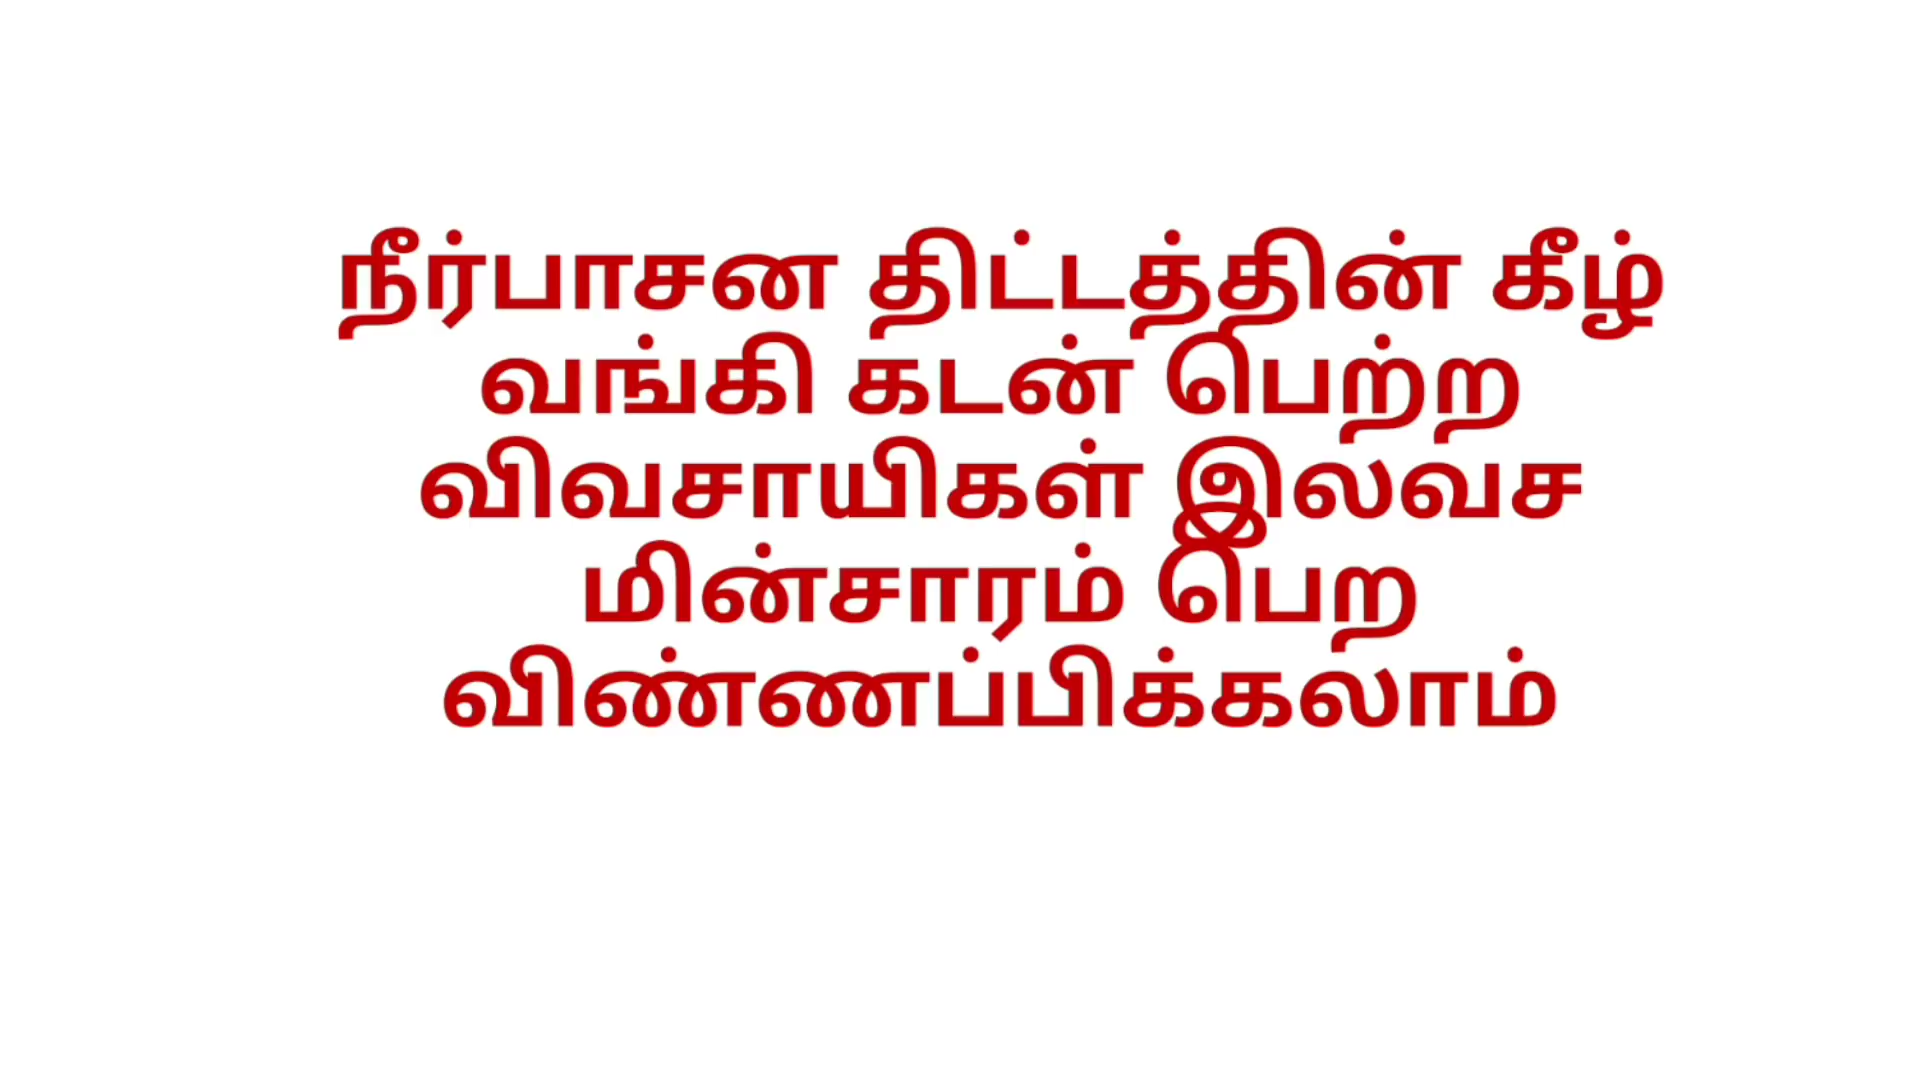 நீர்பாசன திட்டத்தின் கீழ்
வங்கி கடன் பெற்ற
விவசாயிகள் இலவச
மின்சாரம் பெற
விண்ணப்பிக்கலாம்